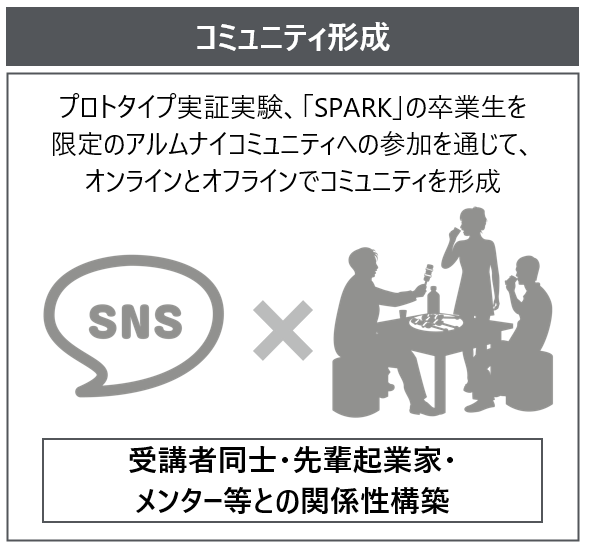 コミュニティ形成
プロトタイプ実証実験、「SPARK」の卒業生を
限定のアルムナイコミュニティへの参加を通じて、
オンラインとオフラインでコミュニティを形成
SNS
×
受講者同士・先輩起業家・
メンター等との関係性構築